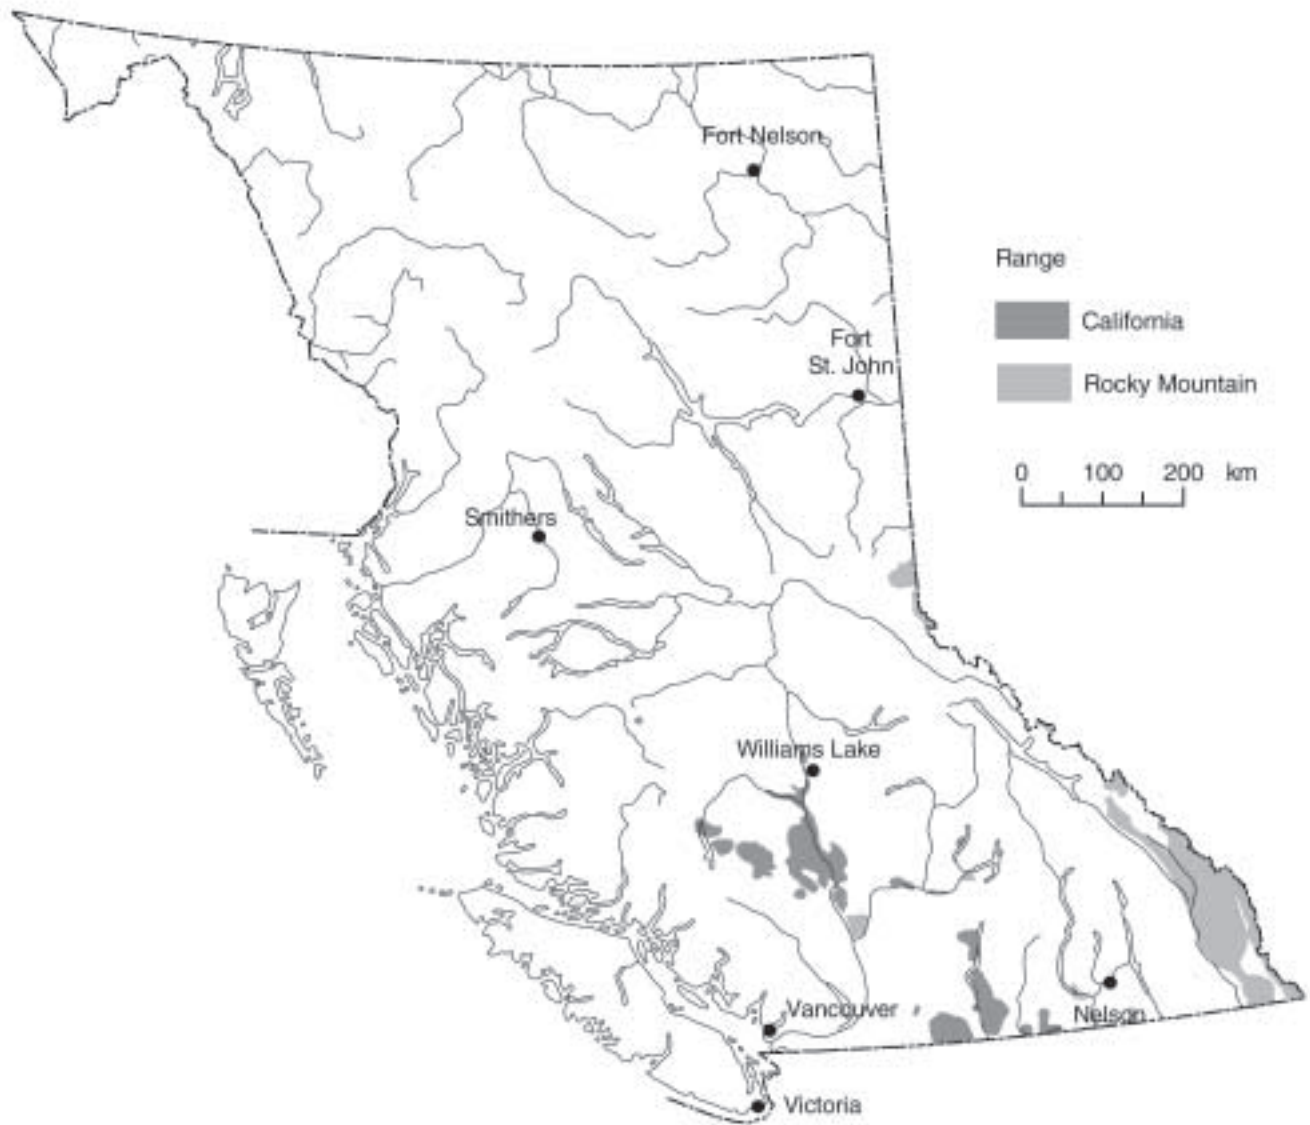 Fort Nelson
Range
California
Fort
St. John
Rocky Mountain
0 100 200 km
Smithers
Williams Lake
Vancouver
Nelson
Victoria